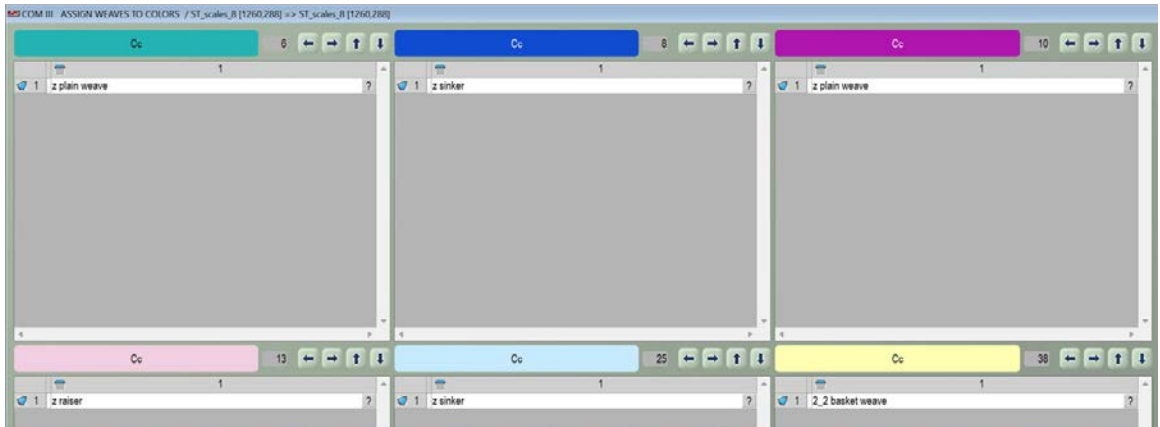 COM III ASSIGN WEAVES TO COLORS / ST_scales_8 [1260,288] => ST_scales_8 [1260,288]
Cc 6 Cc 8 Cc 10
1 1 1
1 z plain weave ? 1 z sinker ? 1 z plain weave ?
Cc 13 Cc 25 Cc 38
1 1 1
1 z raiser ? 1 z sinker ? 1 2_2 basket weave ?